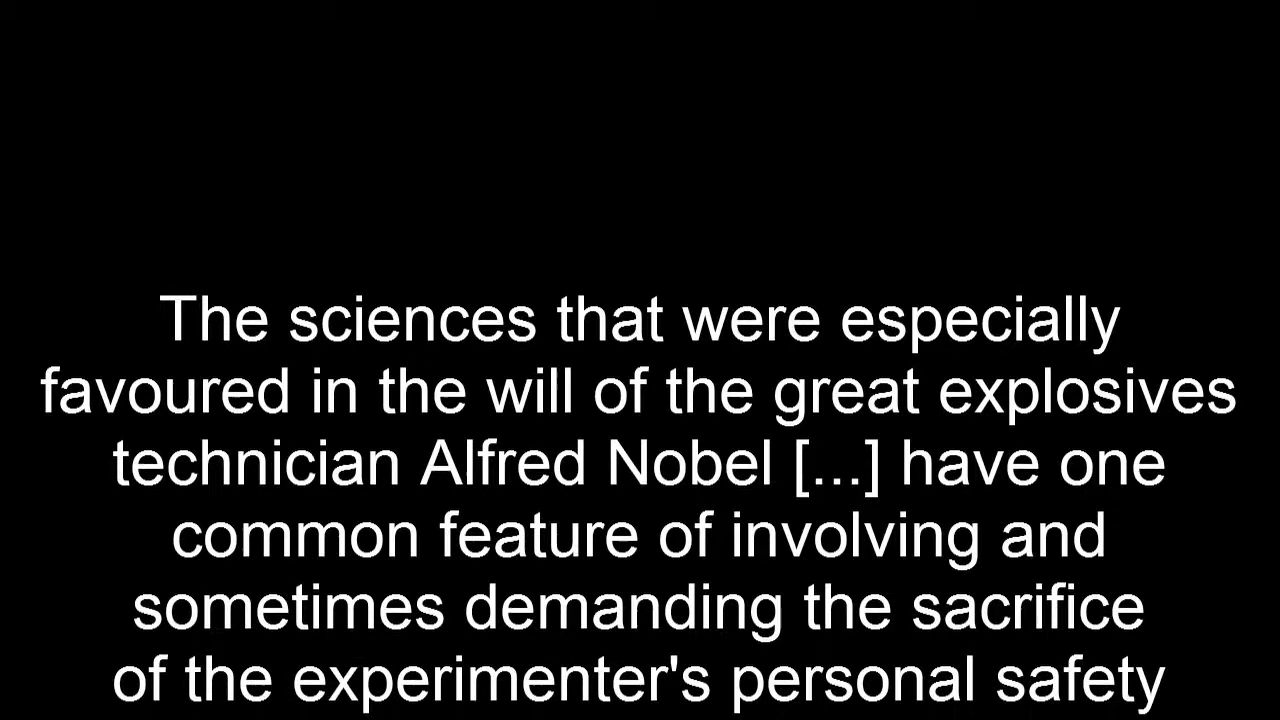 The sciences that were especially
favoured in the will of the great explosives
technician Alfred Nobel [...] have one
common feature of involving and
sometimes demanding the sacrifice
of the experimenter's personal safety